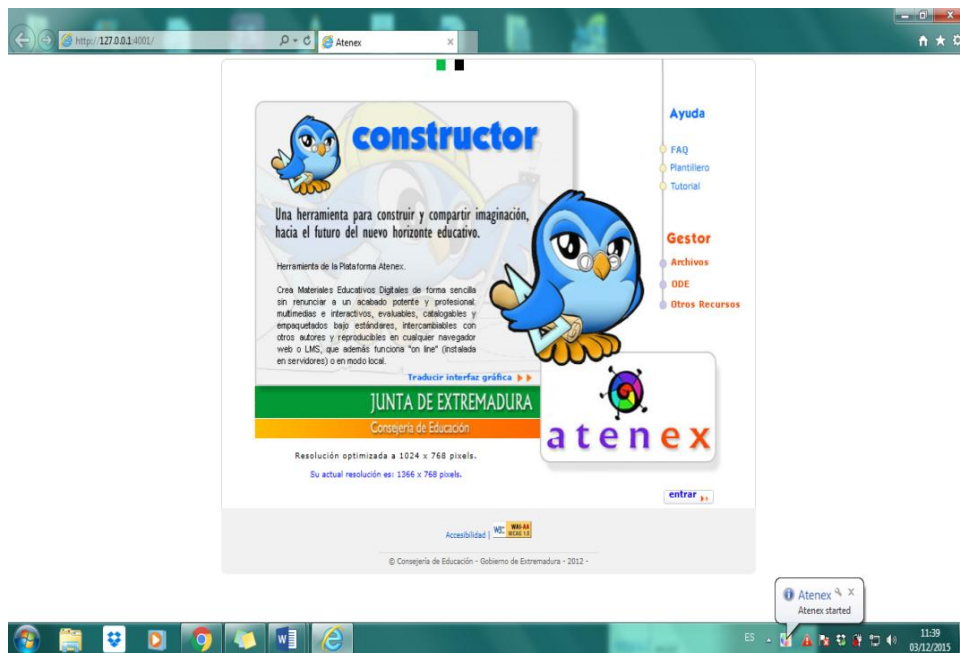 http://127.0.0.1:4001/
Atenex
constructor
Una herramienta para construir y compartir imaginación,
hacia el futuro del nuevo horizonte educativo.
Herramienta de la Plataforma Atenex.
Crea Materiales Educativos Digitales de forma sencilla
sin renunciar a un acabado potente y profesional:
multimedias e interactivos, evaluables, catalogables y
empaquetados bajo estándares, intercambiables con
otros autores y reproducibles en cualquier navegador
web o LMS, que además funciona "on line" (instalada
en servidores) o en modo local.
Traducir interfaz gráfica
JUNTA DE EXTREMADURA
Consejería de Educación
Resolución optimizada a 1024 x 768 pixels.
Su actual resolución es: 1366 x 768 pixels.
Ayuda
FAQ
Plantillero
Tutorial
Gestor
Archivos
ODE
Otros Recursos
atenex
entrar
Accesibilidad | W3C WAI-AA WCAG 1.0
© Consejería de Educación - Gobierno de Extremadura - 2012 -
Atenex
Atenex started
ES
11:39
03/12/2015